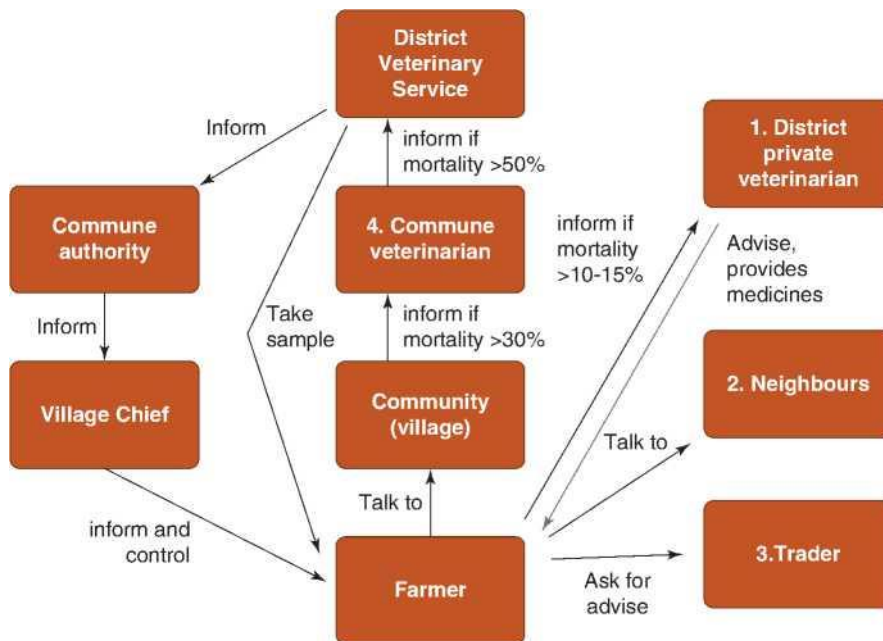 District
Veterinary
Service
Inform
inform if
mortality >50%
1. District
private
veterinarian
Commune
authority
4. Commune
veterinarian
inform if
mortality
>10-15%
Advise,
provides
medicines
Inform
Take
sample
inform if
mortality >30%
Village Chief
Community
(village)
2. Neighbours
Talk to
Talk to
inform and
control
Farmer
Ask for
advise
3.Trader